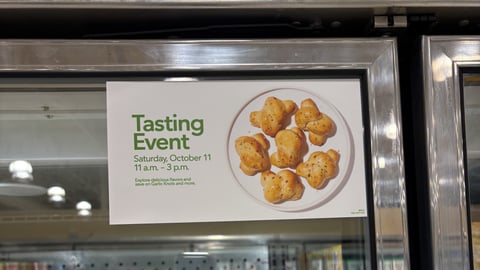 Tasting
Event
Saturday, October 11
11 a.m. – 3 p.m.
Explore delicious flavors and
save on Garlic Knots and more.